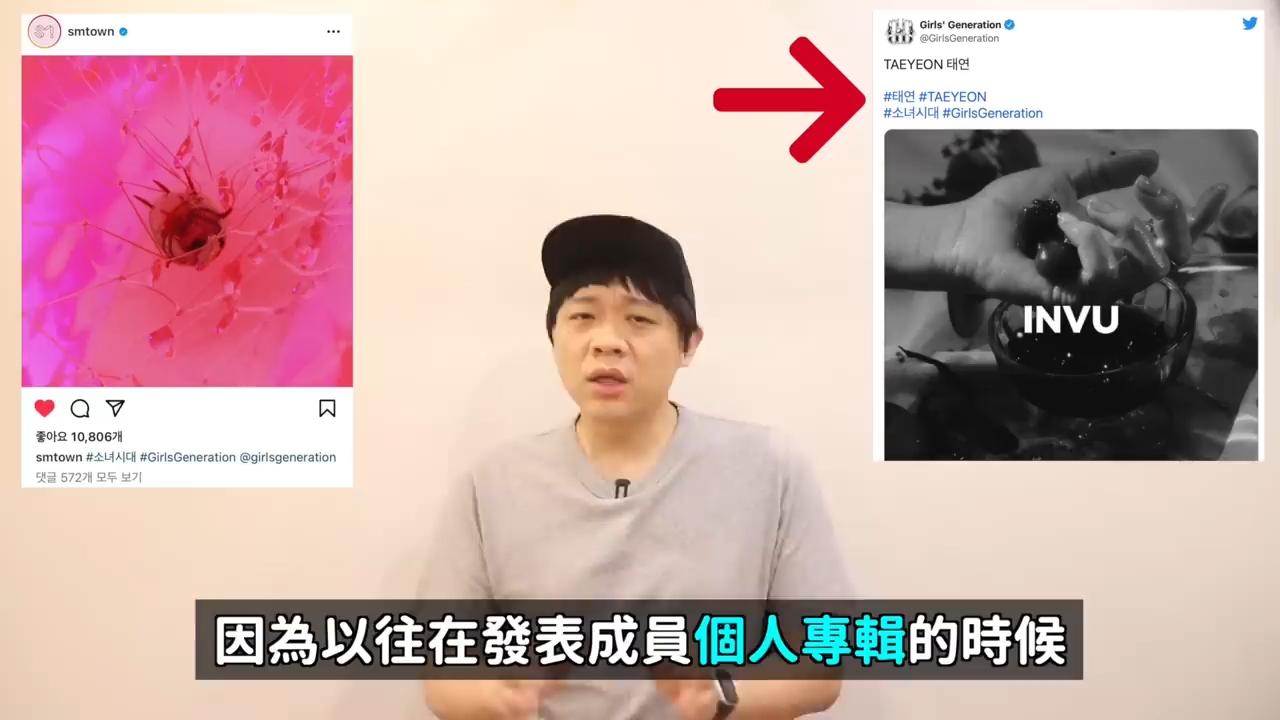 smtown
좋아요 10,806개
smtown #소녀시대 #GirlsGeneration @girlsgeneration
댓글 572개 모두 보기
Girls' Generation
@GirlsGeneration
TAEYEON 태연
#태연 #TAEYEON
#소녀시대 #GirlsGeneration
INVU
因為以往在發表成員個人專輯的時候